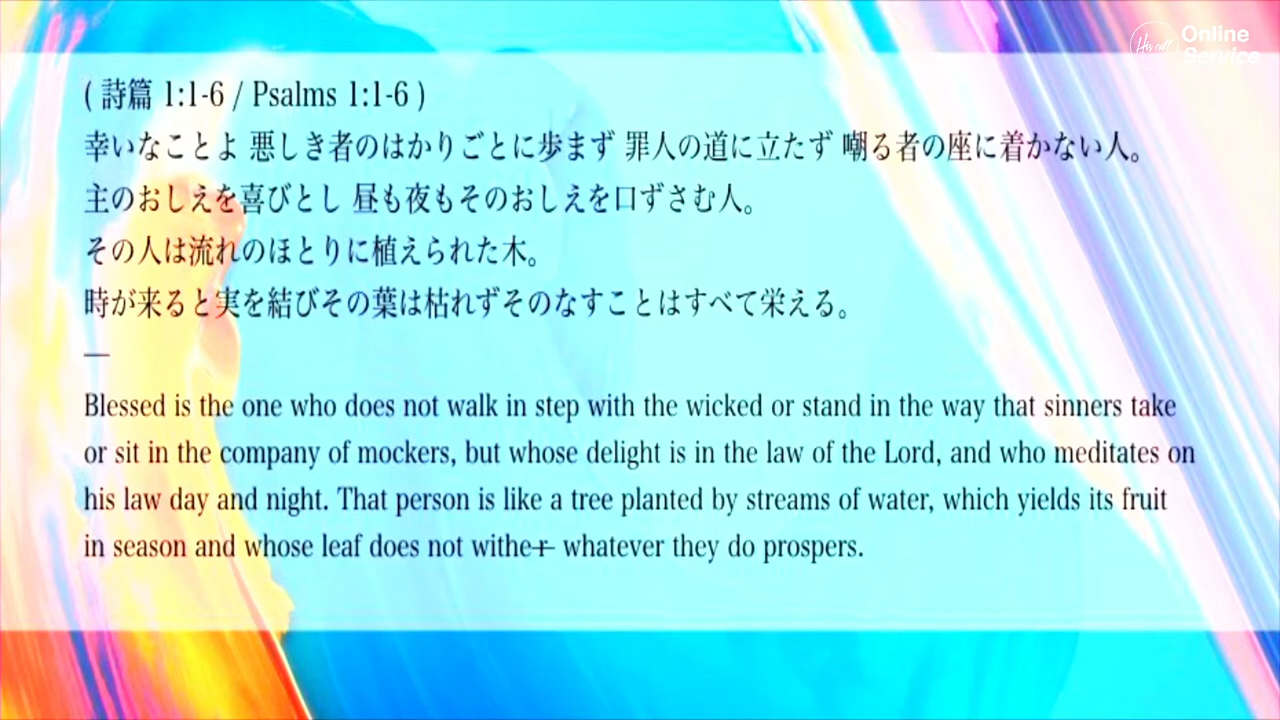 His call Online
Service
( 詩篇 1:1-6 / Psalms 1:1-6 )
幸いなことよ 悪しき者のはかりごとに歩まず 罪人の道に立たず 嘲る者の座に着かない人。
主のおしえを喜びとし 昼も夜もそのおしえを口ずさむ人。
その人は流れのほとりに植えられた木。
時が来ると実を結びその葉は枯れずそのなすことはすべて栄える。
—
Blessed is the one who does not walk in step with the wicked or stand in the way that sinners take
or sit in the company of mockers, but whose delight is in the law of the Lord, and who meditates on
his law day and night. That person is like a tree planted by streams of water, which yields its fruit
in season and whose leaf does not wither— whatever they do prospers.